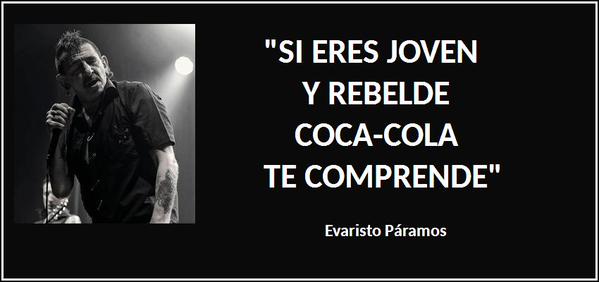 "SI ERES JOVEN
Y REBELDE
COCA-COLA
TE COMPRENDE"
Evaristo Páramos